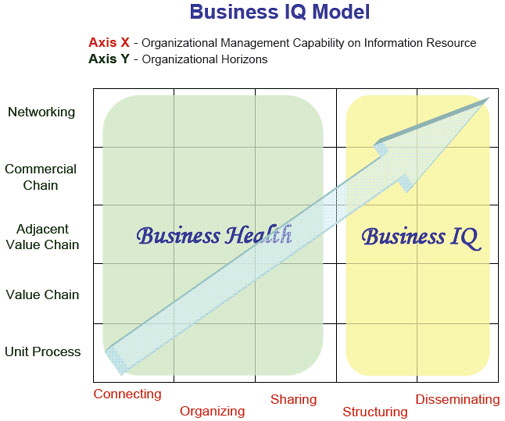 Business IQ Model
Axis X - Organizational Management Capability on Information Resource
Axis Y - Organizational Horizons
Networking
Commercial
Chain
Adjacent
Value Chain
Business Health
Business IQ
Value Chain
Unit Process
Connecting
Organizing
Sharing
Structuring
Disseminating